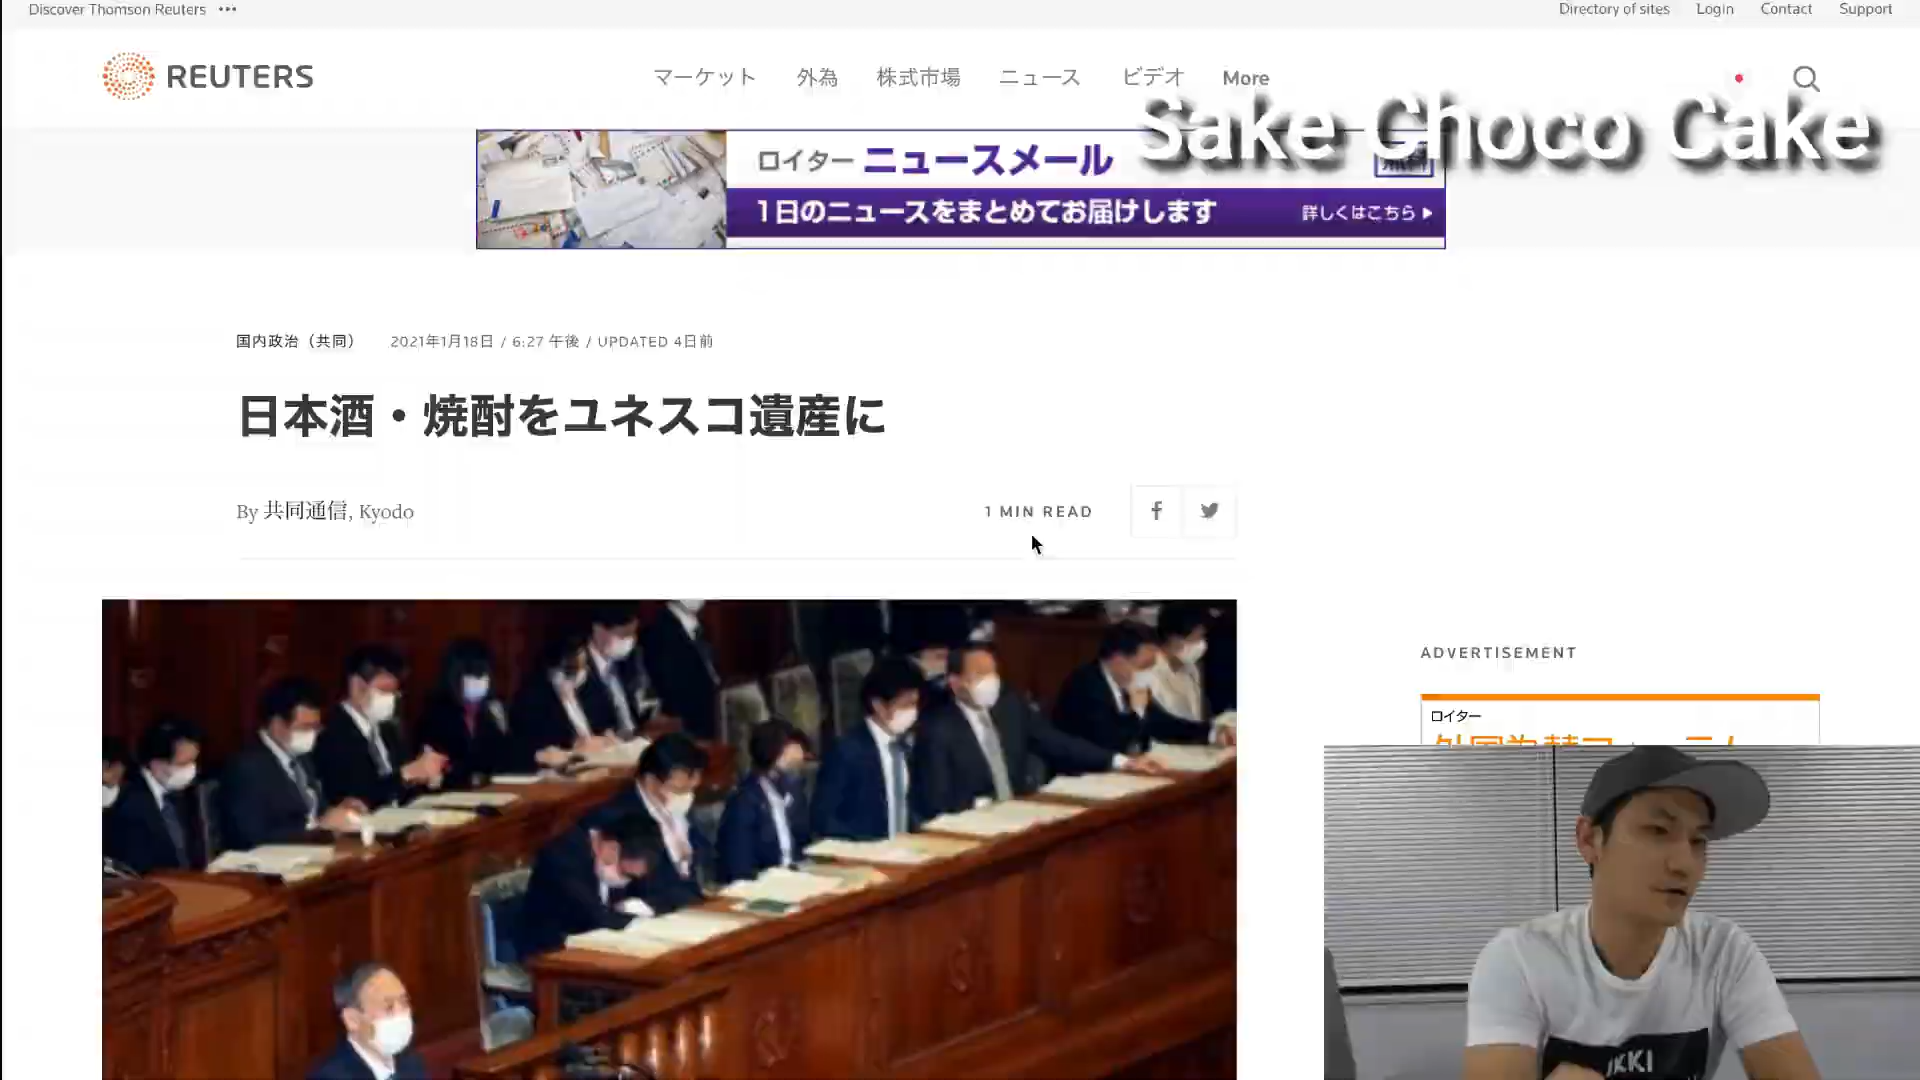 Discover Thomson Reuters •••
Directory of sites Login Contact Support
REUTERS
マーケット 外為 株式市場 ニュース ビデオ More
Sake Choco Cake
ロイター ニュースメール
1日のニュースをまとめてお届けします 詳しくはこちら ▶
国内政治（共同） 2021年1月18日 / 6:27 午後 / UPDATED 4日前
日本酒・焼酎をユネスコ遺産に
By 共同通信, Kyodo
1 MIN READ
ADVERTISEMENT
ロイター